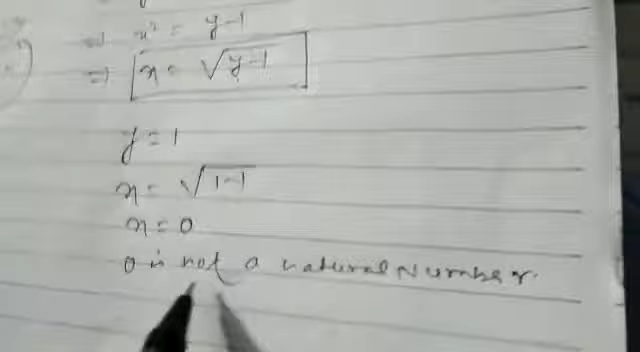 => x² = y-1
=> x = √y-1
y = 1
x = √1-1
x = 0
0 is not a natural Number.